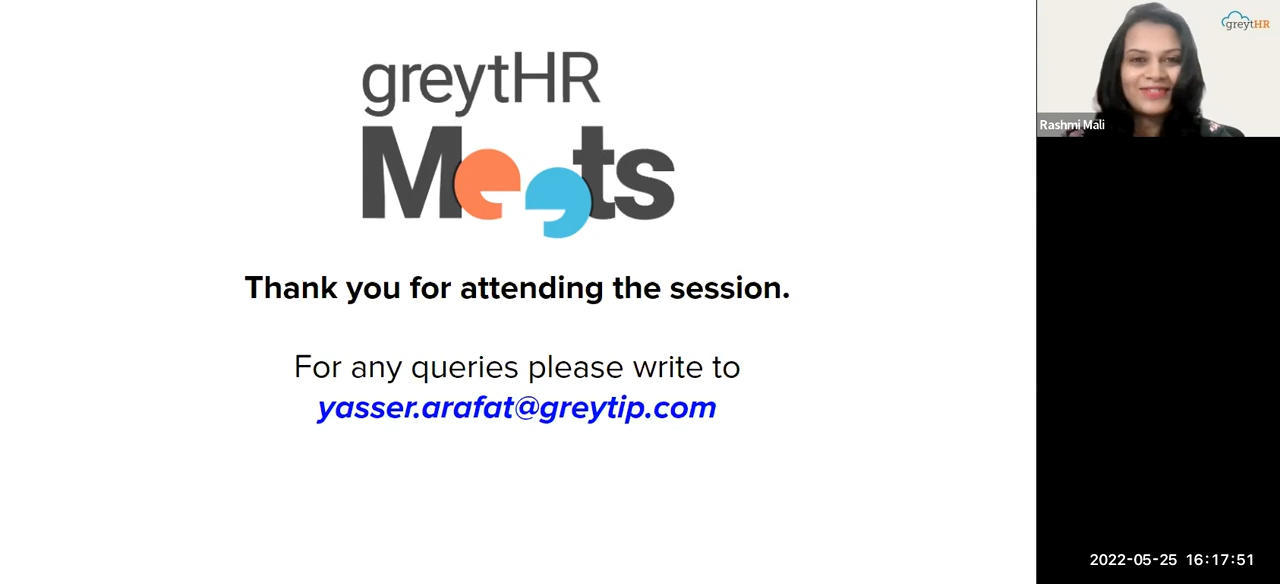 greytHR
Meets
Thank you for attending the session.
For any queries please write to
yasser.arafat@greytip.com
greytHR
Rashmi Mali
2022-05-25 16:17:51